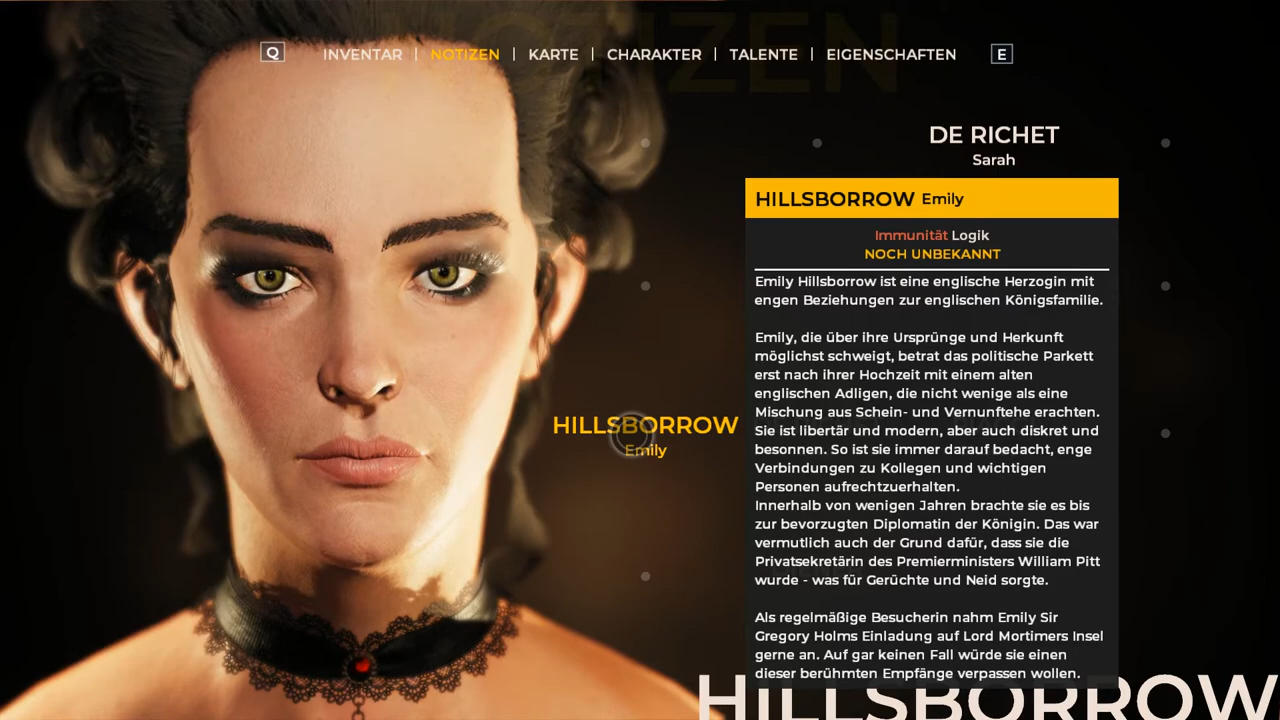 NOTIZEN
Q INVENTAR | NOTIZEN | KARTE | CHARAKTER | TALENTE | EIGENSCHAFTEN E
DE RICHET
Sarah
HILLSBORROW
Emily
HILLSBORROW Emily
Immunität Logik
NOCH UNBEKANNT
Emily Hillsborrow ist eine englische Herzogin mit
engen Beziehungen zur englischen Königsfamilie.
Emily, die über ihre Ursprünge und Herkunft
möglichst schweigt, betrat das politische Parkett
erst nach ihrer Hochzeit mit einem alten
englischen Adligen, die nicht wenige als eine
Mischung aus Schein- und Vernunftehe erachten.
Sie ist libertär und modern, aber auch diskret und
besonnen. So ist sie immer darauf bedacht, enge
Verbindungen zu Kollegen und wichtigen
Personen aufrechtzuerhalten.
Innerhalb von wenigen Jahren brachte sie es bis
zur bevorzugten Diplomatin der Königin. Das war
vermutlich auch der Grund dafür, dass sie die
Privatsekretärin des Premierministers William Pitt
wurde - was für Gerüchte und Neid sorgte.
Als regelmäßige Besucherin nahm Emily Sir
Gregory Holms Einladung auf Lord Mortimers Insel
gerne an. Auf gar keinen Fall würde sie einen
dieser berühmten Empfänge verpassen wollen.
HILLSBORROW